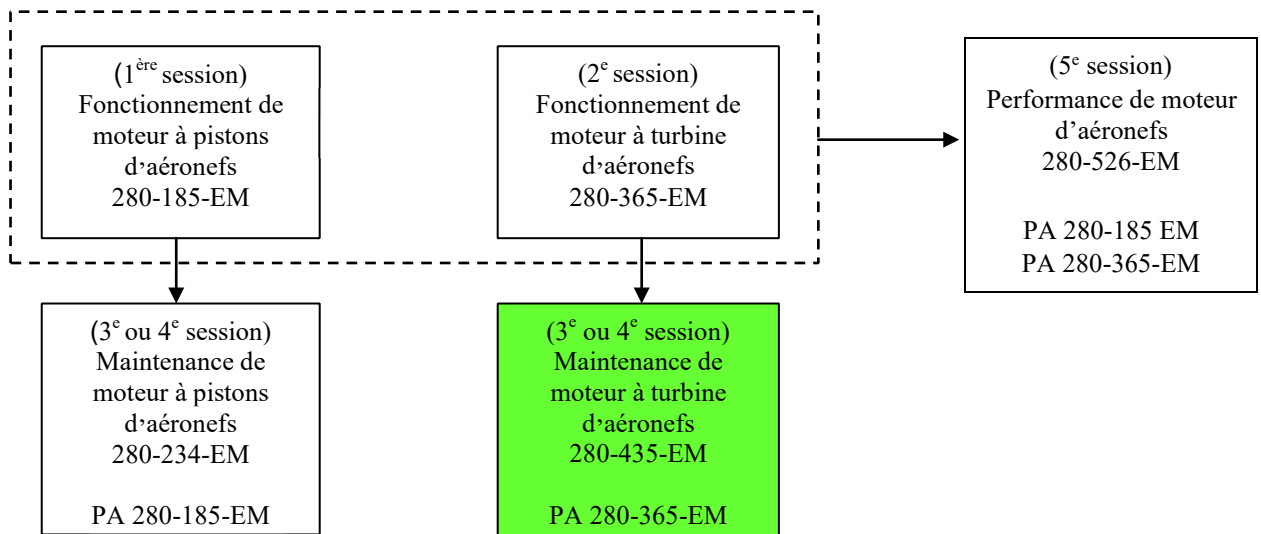 (1ère session)
Fonctionnement de
moteur à pistons
d’aéronefs
280-185-EM
(2e session)
Fonctionnement de
moteur à turbine
d’aéronefs
280-365-EM
(5e session)
Performance de moteur
d’aéronefs
280-526-EM
PA 280-185 EM
PA 280-365-EM
(3e ou 4e session)
Maintenance de
moteur à pistons
d’aéronefs
280-234-EM
PA 280-185-EM
(3e ou 4e session)
Maintenance de
moteur à turbine
d’aéronefs
280-435-EM
PA 280-365-EM